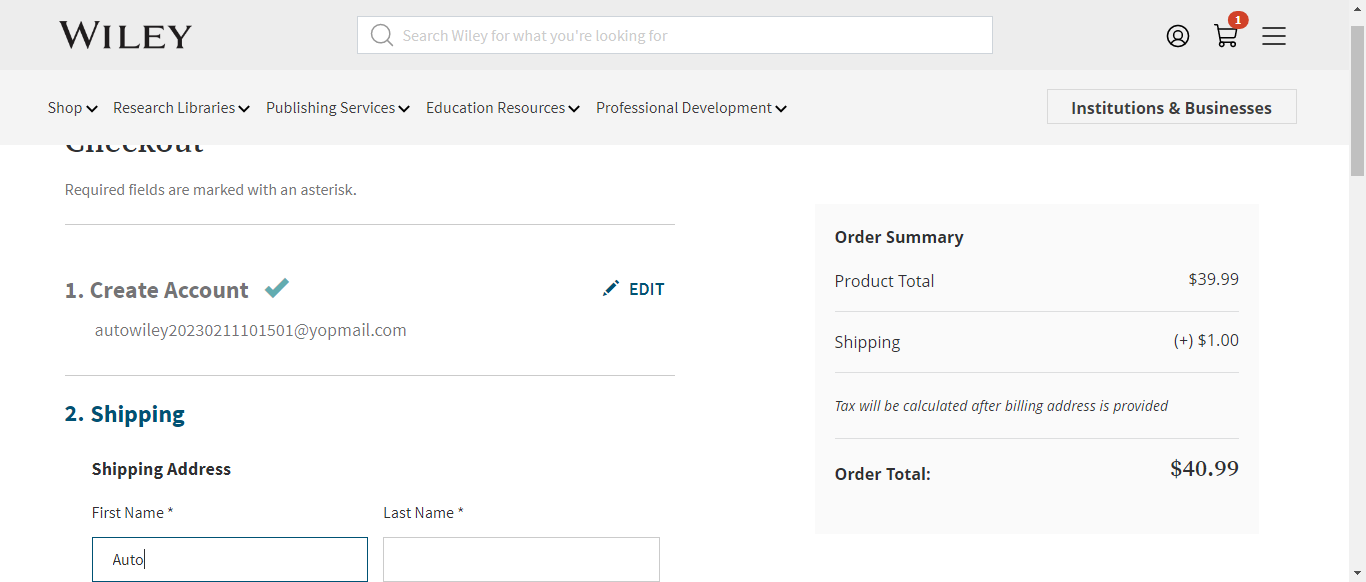 WILEY
Search Wiley for what you're looking for
1
Shop
Research Libraries
Publishing Services
Education Resources
Professional Development
Institutions & Businesses
Checkout
Required fields are marked with an asterisk.
1. Create Account
EDIT
autowiley20230211101501@yopmail.com
2. Shipping
Shipping Address
First Name *
Last Name *
Auto
Order Summary
Product Total
$39.99
Shipping
(+) $1.00
Tax will be calculated after billing address is provided
Order Total:
$40.99